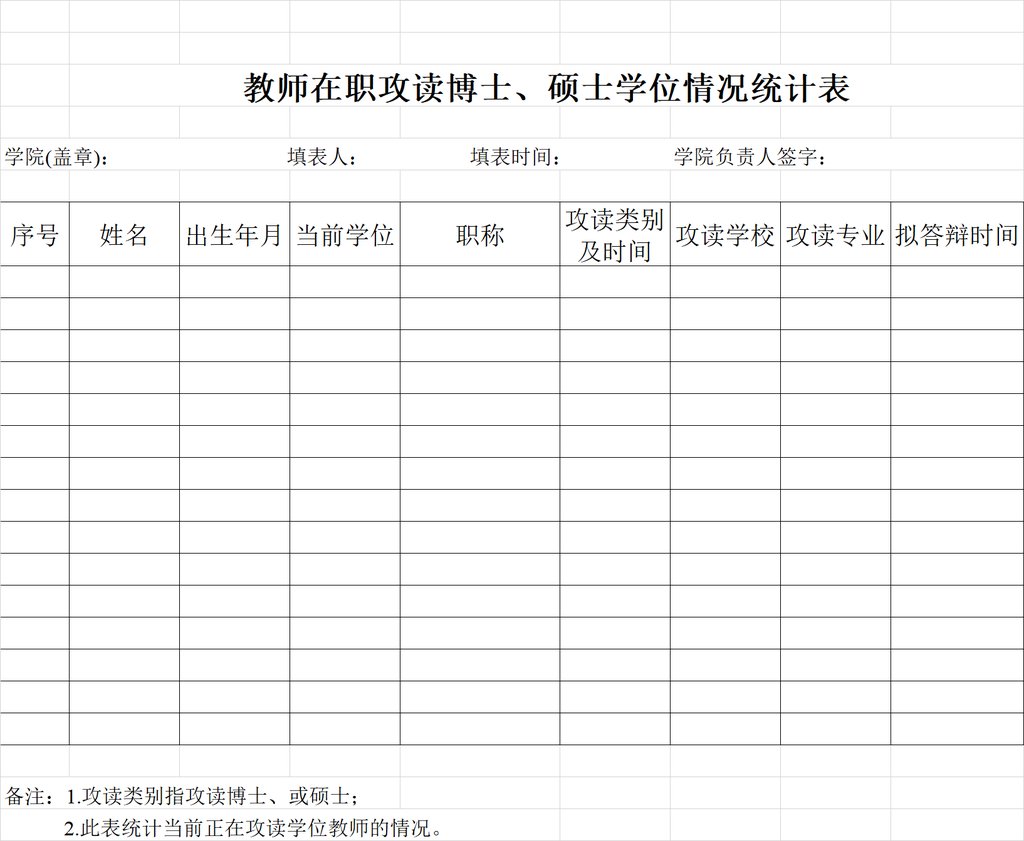 教师在职攻读博士、硕士学位情况统计表
学院(盖章)： 填表人： 填表时间： 学院负责人签字：
序号 姓名 出生年月 当前学位 职称 攻读类别及时间 攻读学校 攻读专业 拟答辩时间
备注：1.攻读类别指攻读博士、或硕士；
2.此表统计当前正在攻读学位教师的情况。